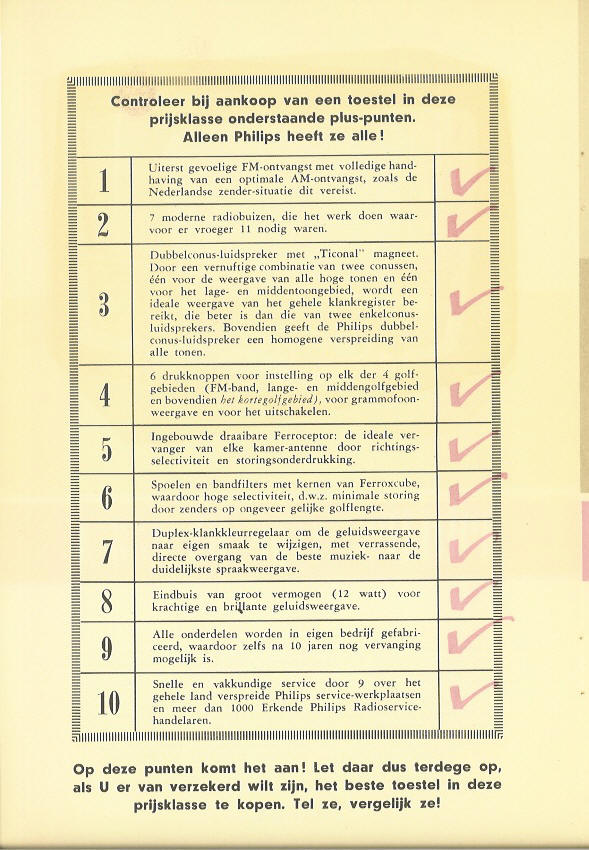 Controleer bij aankoop van een toestel in deze
prijsklasse onderstaande plus-punten.
Alleen Philips heeft ze alle!
1
Uiterst gevoelige FM-ontvangst met volledige hand-
having van een optimale AM-ontvangst, zoals de
Nederlandse zender-situatie dit vereist.
2
7 moderne radiobuizen, die het werk doen waar-
voor er vroeger 11 nodig waren.
3
Dubbelconus-luidspreker met „Ticonal" magneet.
Door een vernuftige combinatie van twee conussen,
één voor de weergave van alle hoge tonen en één
voor het lage- en middentoongebied, wordt een
ideale weergave van het gehele klankregister be-
reikt, die beter is dan die van twee enkelconus-
luidsprekers. Bovendien geeft de Philips dubbel-
conus-luidspreker een homogene verspreiding van
alle tonen.
4
6 drukknoppen voor instelling op elk der 4 golf-
gebieden (FM-band, lange- en middengolfgebied
en bovendien het kortegolfgebied), voor grammofoon-
weergave en voor het uitschakelen.
5
Ingebouwde draaibare Ferroceptor: de ideale ver-
vanger van elke kamer-antenne door richtings-
selectiviteit en storingsonderdrukking.
6
Spoelen en bandfilters met kernen van Ferroxcube,
waardoor hoge selectiviteit, d.w.z. minimale storing
door zenders op ongeveer gelijke golflengte.
7
Duplex-klankkleurregelaar om de geluidsweergave
naar eigen smaak te wijzigen, met verrassende,
directe overgang van de beste muziek- naar de
duidelijkste spraakweergave.
8
Eindbuis van groot vermogen (12 watt) voor
krachtige en brillante geluidsweergave.
9
Alle onderdelen worden in eigen bedrijf gefabri-
ceerd, waardoor zelfs na 10 jaren nog vervanging
mogelijk is.
10
Snelle en vakkundige service door 9 over het
gehele land verspreide Philips service-werkplaatsen
en meer dan 1000 Erkende Philips Radioservice-
handelaren.
Op deze punten komt het aan! Let daar dus terdege op,
als U er van verzekerd wilt zijn, het beste toestel in deze
prijsklasse te kopen. Tel ze, vergelijk ze!